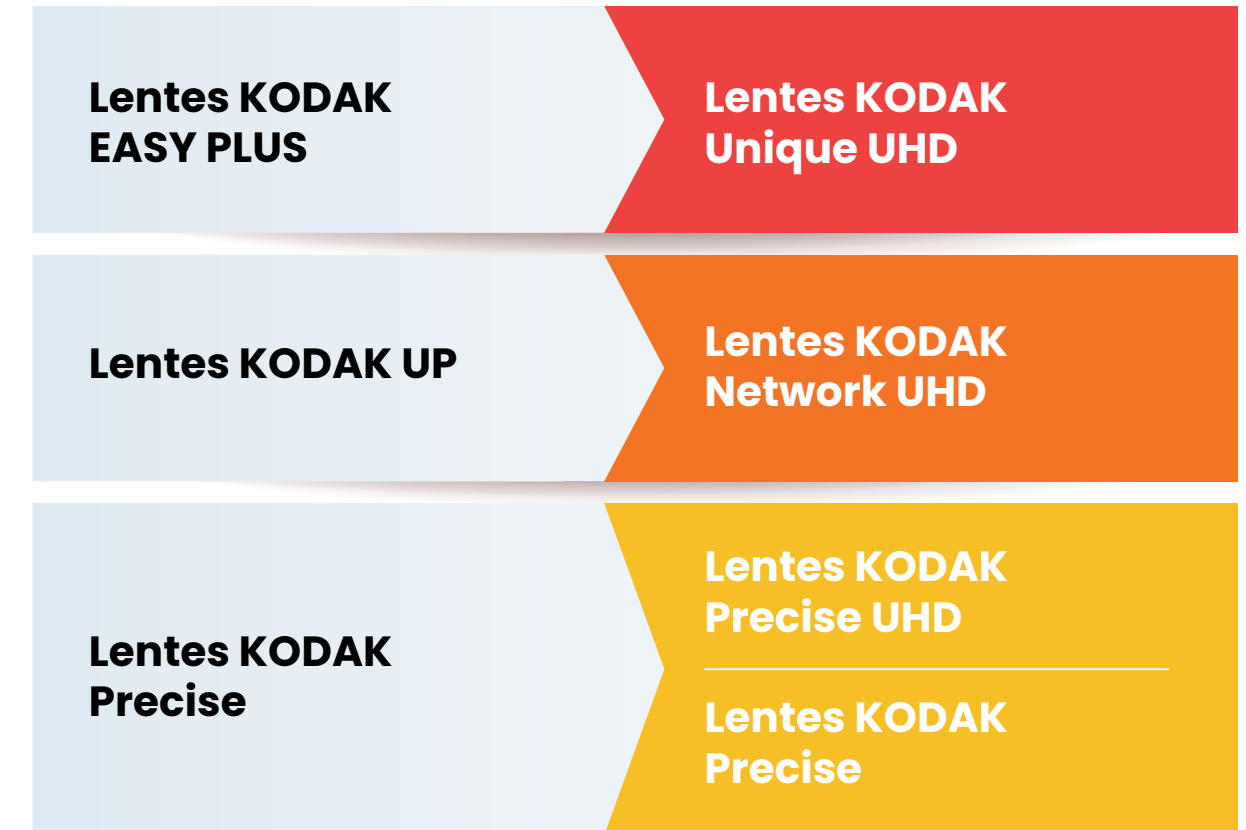 Lentes KODAK
EASY PLUS
Lentes KODAK
Unique UHD
Lentes KODAK UP
Lentes KODAK
Network UHD
Lentes KODAK
Precise
Lentes KODAK
Precise UHD
Lentes KODAK
Precise